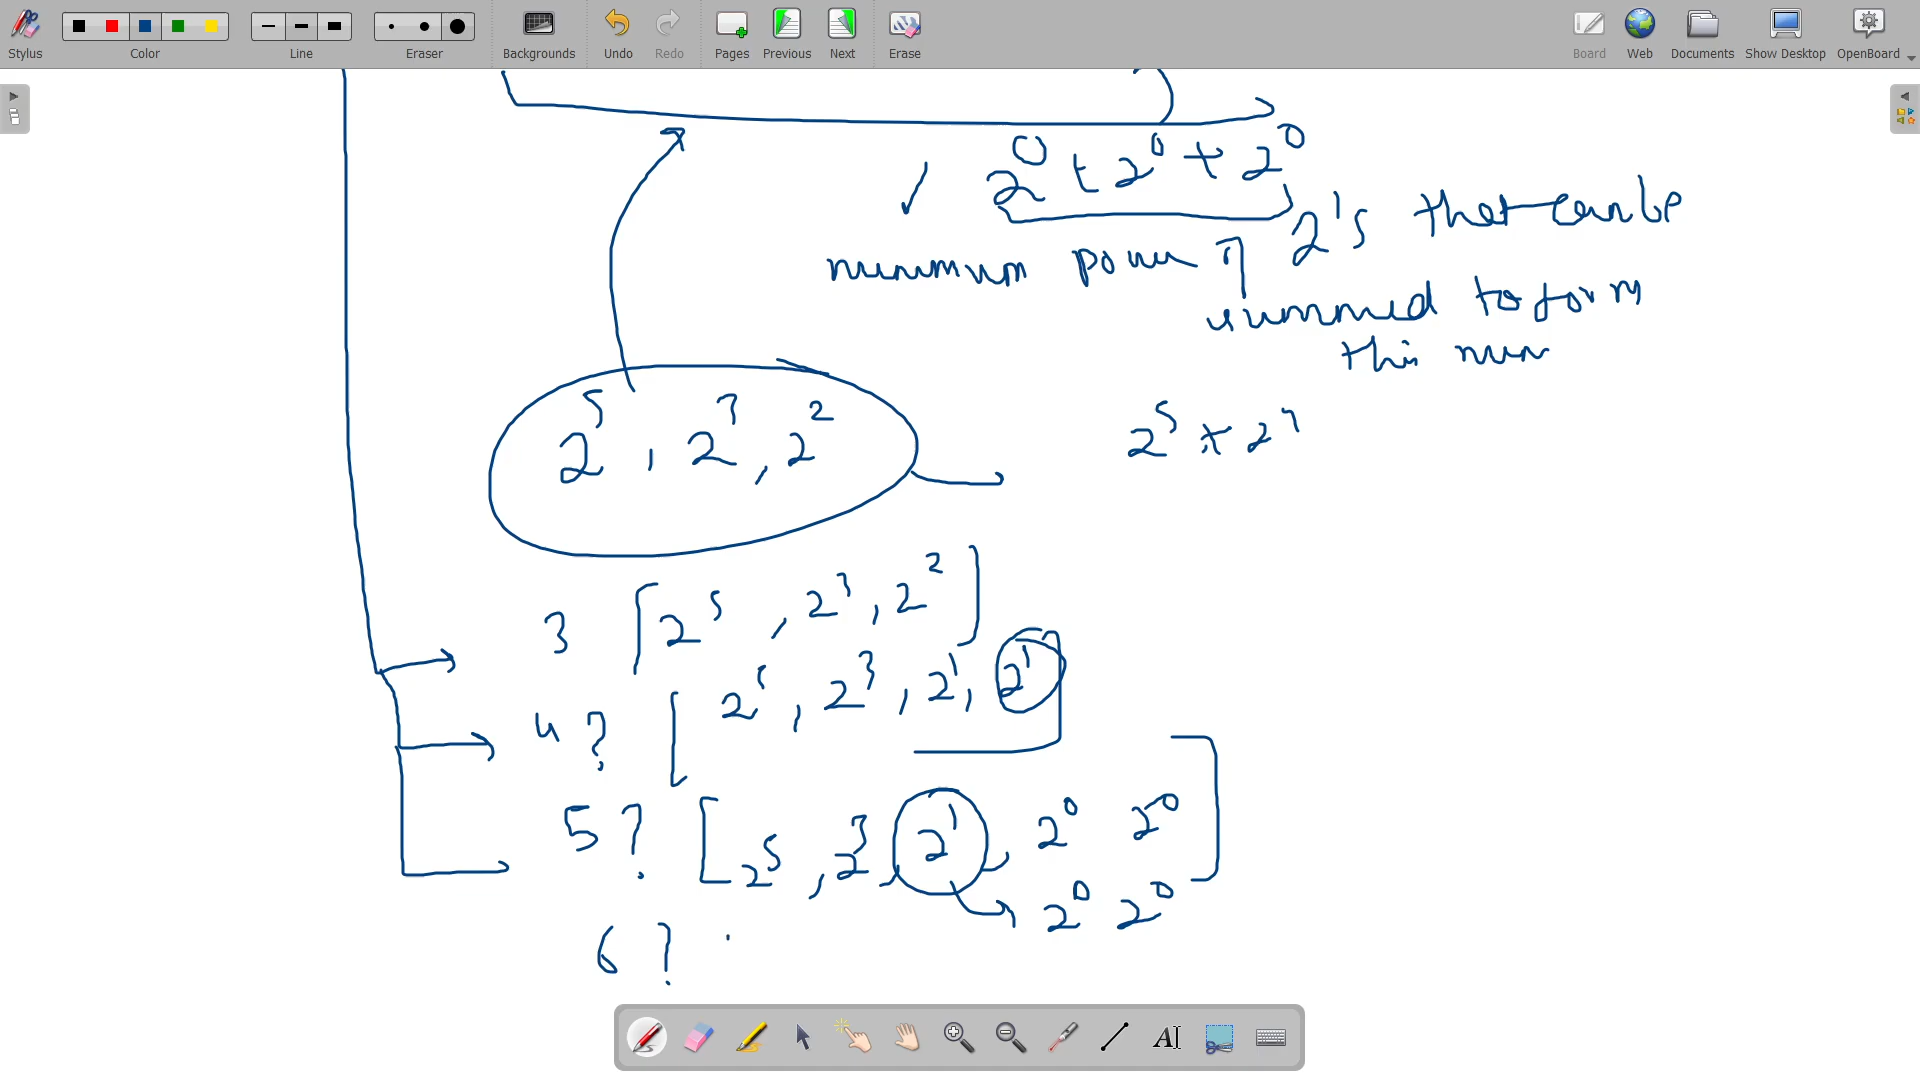 Stylus Color Line Eraser Backgrounds Undo Redo Pages Previous Next Erase Board Web Documents Show Desktop OpenBoard
2⁰ + 2⁰ + 2⁰
minimum power of 2's that can be
summed to form
this num
2⁵ , 2³ , 2²
2⁵ + 2³
3 [2⁵ , 2³ , 2²]
4 ? [2⁵ , 2³ , 2¹ , 2¹]
5 ? [2⁵ , 2³ , 2¹ , 2⁰ 2⁰]
2⁰ 2⁰
6 ?